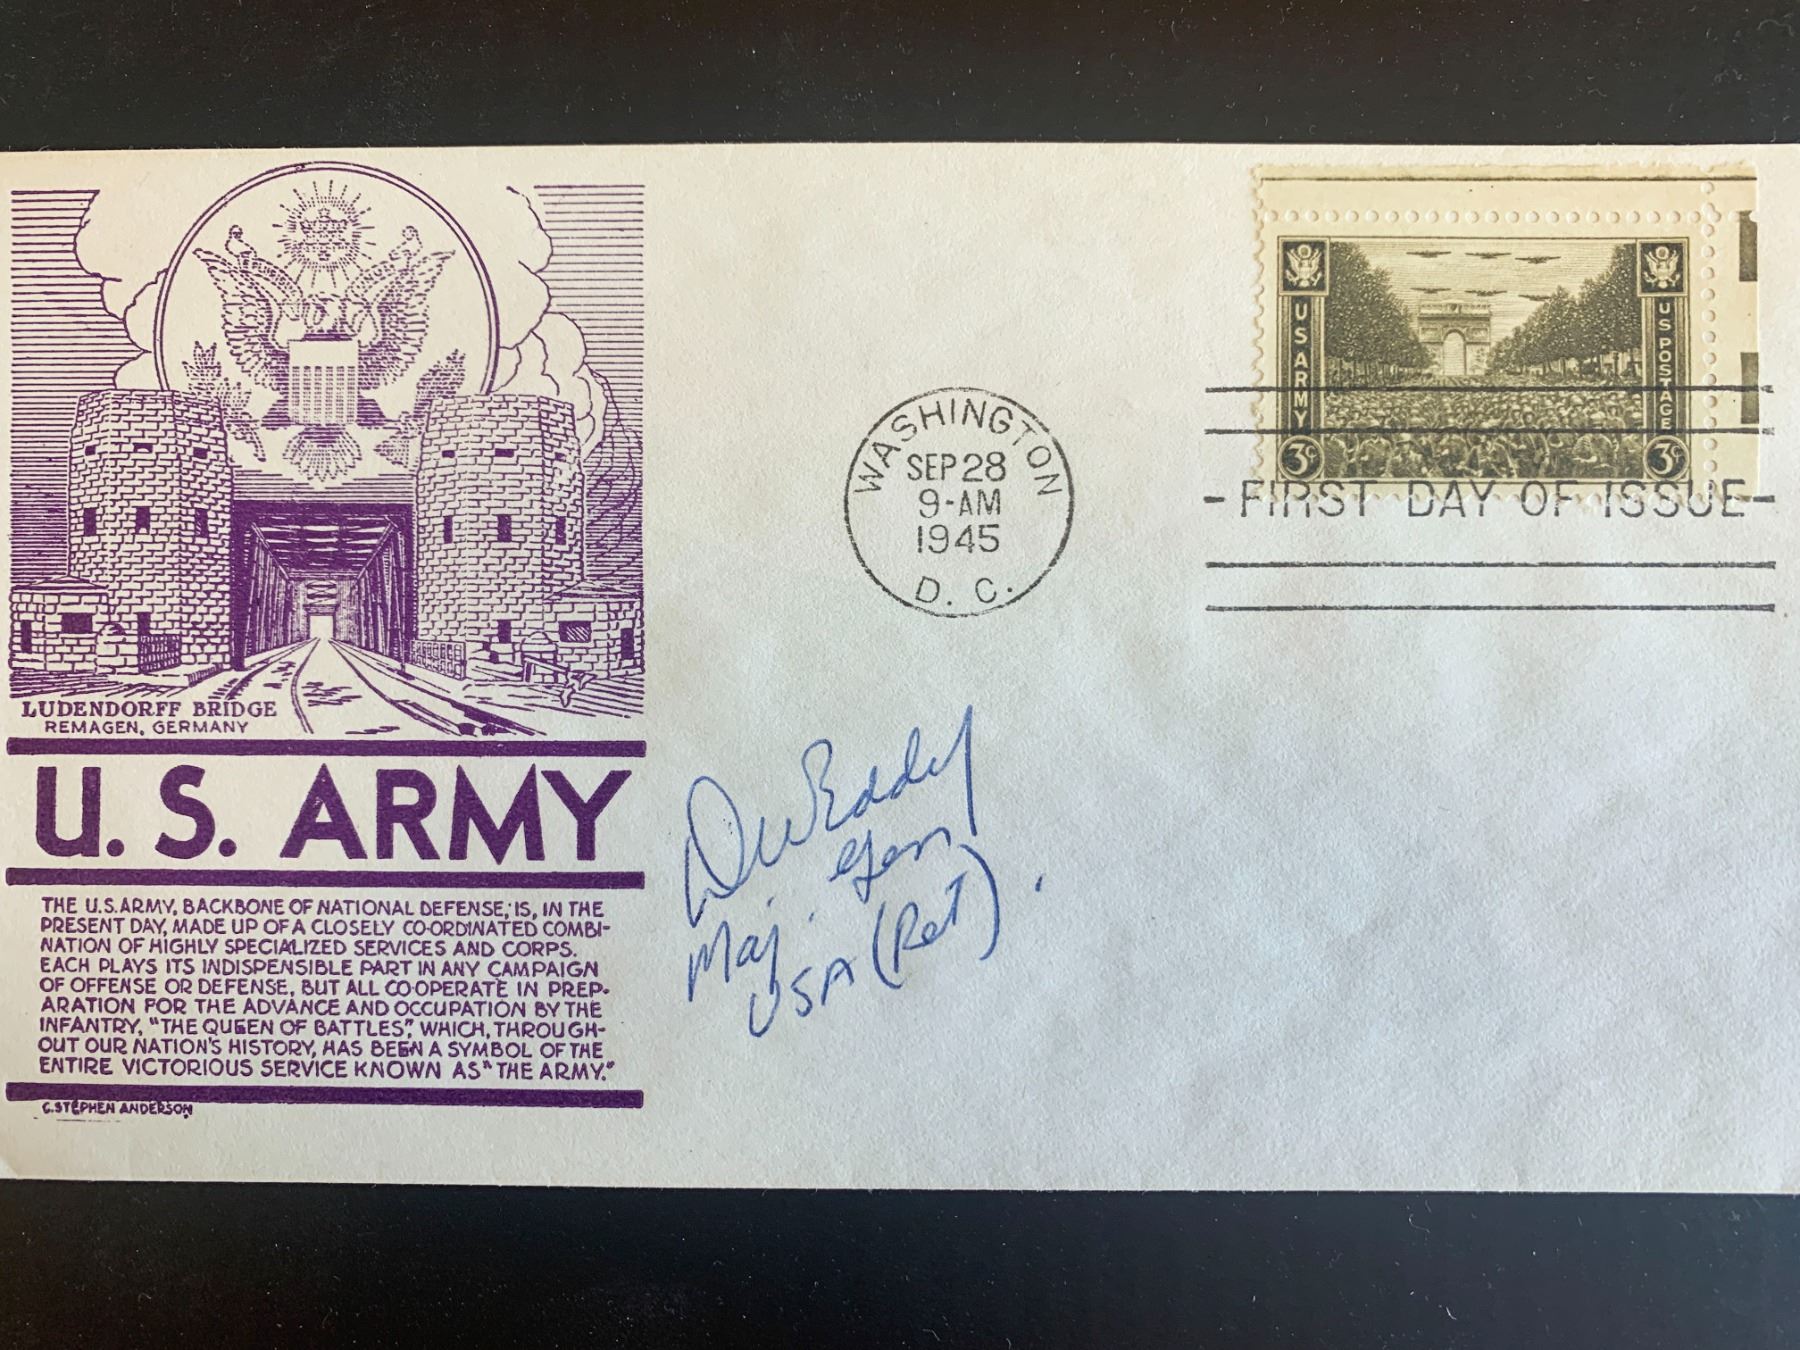 LUDENDORFF BRIDGE
REMAGEN, GERMANY
U.S. ARMY
THE U.S. ARMY, BACKBONE OF NATIONAL DEFENSE, IS, IN THE
PRESENT DAY, MADE UP OF A CLOSELY CO-ORDINATED COMBI-
NATION OF HIGHLY SPECIALIZED SERVICES AND CORPS.
EACH PLAYS ITS INDISPENSIBLE PART IN ANY CAMPAIGN
OF OFFENSE OR DEFENSE, BUT ALL CO-OPERATE IN PREP-
ARATION FOR THE ADVANCE AND OCCUPATION BY THE
INFANTRY, "THE QUEEN OF BATTLES", WHICH, THROUGH-
OUT OUR NATION'S HISTORY, HAS BEEN A SYMBOL OF THE
ENTIRE VICTORIOUS SERVICE KNOWN AS "THE ARMY."
C. STEPHEN ANDERSON
WASHINGTON
SEP 28
9-AM
1945
D. C.
U S ARMY
3¢
U S POSTAGE
3¢
- FIRST DAY OF ISSUE -
DW Eddy
Maj. Gen
USA (Ret).